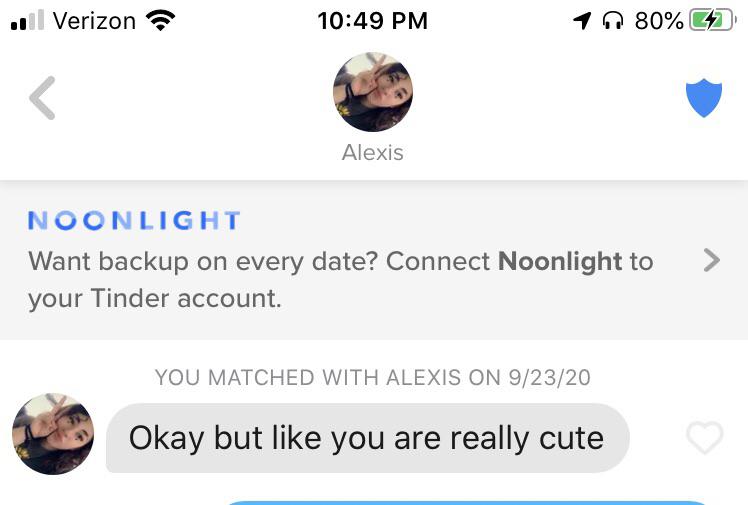 Verizon 10:49 PM 80%
Alexis
NOONLIGHT
Want backup on every date? Connect Noonlight to
your Tinder account.
YOU MATCHED WITH ALEXIS ON 9/23/20
Okay but like you are really cute